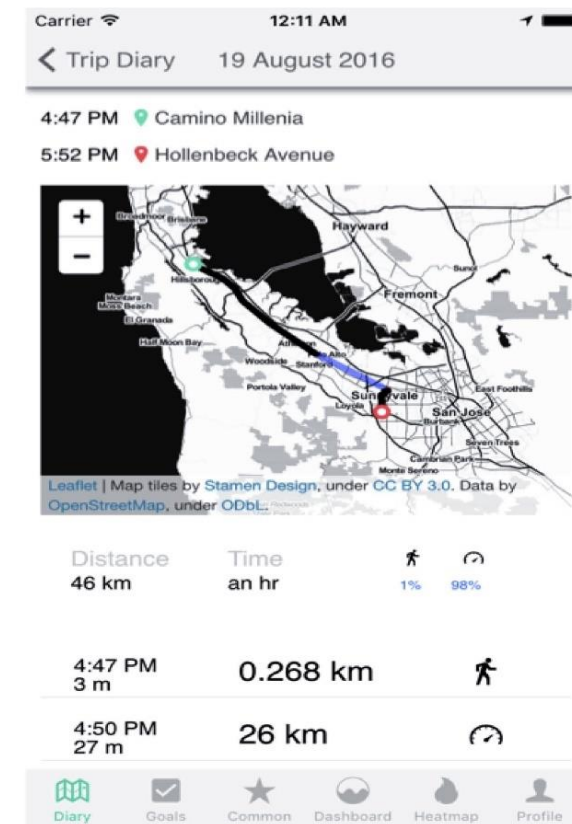 Carrier 12:11 AM
Trip Diary 19 August 2016
4:47 PM Camino Millenia
5:52 PM Hollenbeck Avenue
+
−
Broadmoor Brisbane
Hayward
Hillsborough
Fremont
Montara
Moss Beach
El Granada
Half Moon Bay
Woodside
Stanford
Portola Valley
Sunnyvale
East Foothills
Loyola
San Jose
Burbank
Seven Trees
Cambrian Park
Monte Sereno
Leaflet | Map tiles by Stamen Design, under CC BY 3.0. Data by
OpenStreetMap, under ODbL.
Distance Time
46 km an hr 1% 98%
4:47 PM
3 m
0.268 km
4:50 PM
27 m
26 km
Diary Goals Common Dashboard Heatmap Profile